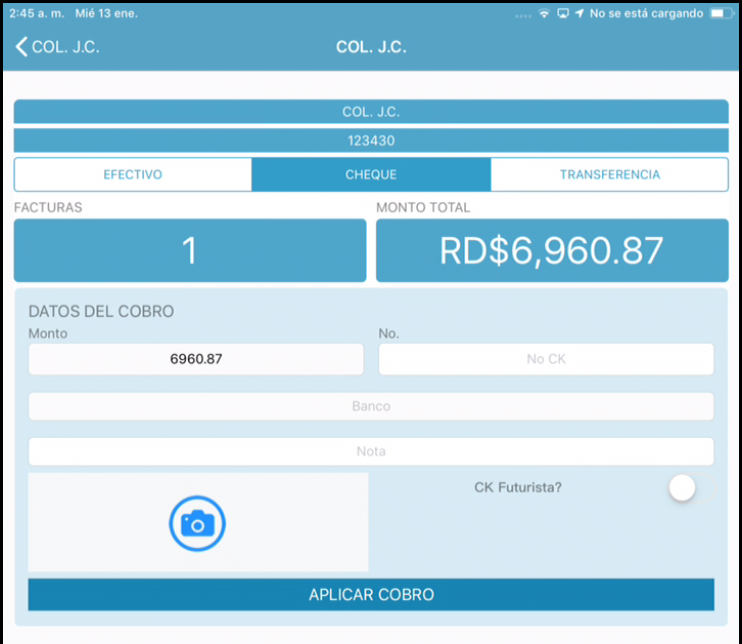 2:45 a. m. Mié 13 ene.
No se está cargando
COL. J.C.
COL. J.C.
COL. J.C.
123430
EFECTIVO
CHEQUE
TRANSFERENCIA
FACTURAS
MONTO TOTAL
1
RD$6,960.87
DATOS DEL COBRO
Monto
No.
6960.87
No CK
Banco
Nota
CK Futurista?
APLICAR COBRO